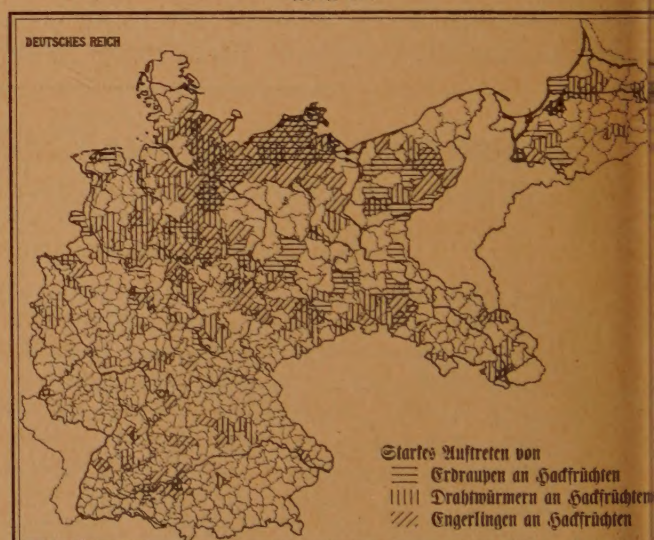 DEUTSCHES REICH
Starkes Auftreten von
Erdraupen an Hackfrüchten
Drahtwürmern an Hackfrüchten
Engerlingen an Hackfrüchten